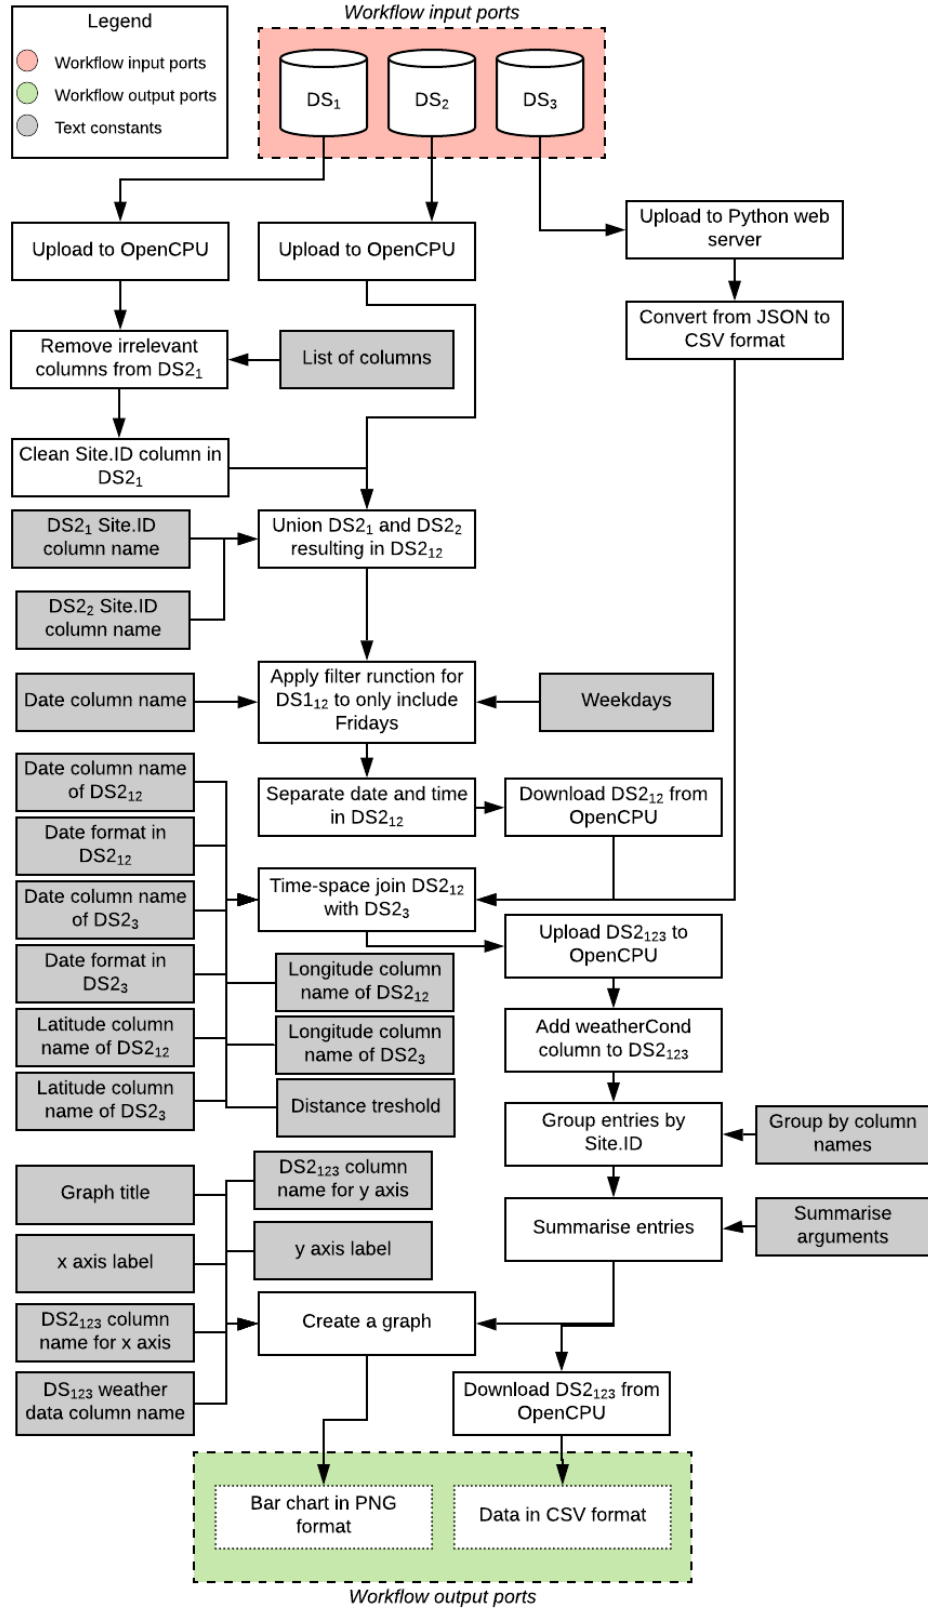 Workflow input ports
Legend
Workflow input ports
Workflow output ports
Text constants
DS₁
DS₂
DS₃
Upload to OpenCPU
Upload to OpenCPU
Upload to Python web
server
Remove irrelevant
columns from DS2₁
List of columns
Convert from JSON to
CSV format
Clean Site.ID column in
DS2₁
DS2₁ Site.ID
column name
Union DS2₁ and DS2₂
resulting in DS2₁₂
DS2₂ Site.ID
column name
Date column name
Apply filter runction for
DS1₁₂ to only include
Fridays
Weekdays
Date column name
of DS2₁₂
Separate date and time
in DS2₁₂
Download DS2₁₂ from
OpenCPU
Date format in
DS2₁₂
Date column name
of DS2₃
Time-space join DS2₁₂
with DS2₃
Upload DS2₁₂₃ to
OpenCPU
Date format in
DS2₃
Longitude column
name of DS2₁₂
Latitude column
name of DS2₁₂
Longitude column
name of DS2₃
Add weatherCond
column to DS2₁₂₃
Latitude column
name of DS2₃
Distance treshold
Group entries by
Site.ID
Group by column
names
Graph title
DS2₁₂₃ column
name for y axis
Summarise entries
Summarise
arguments
x axis label
y axis label
DS2₁₂₃ column
name for x axis
Create a graph
DS₁₂₃ weather
data column name
Download DS2₁₂₃ from
OpenCPU
Bar chart in PNG
format
Data in CSV format
Workflow output ports